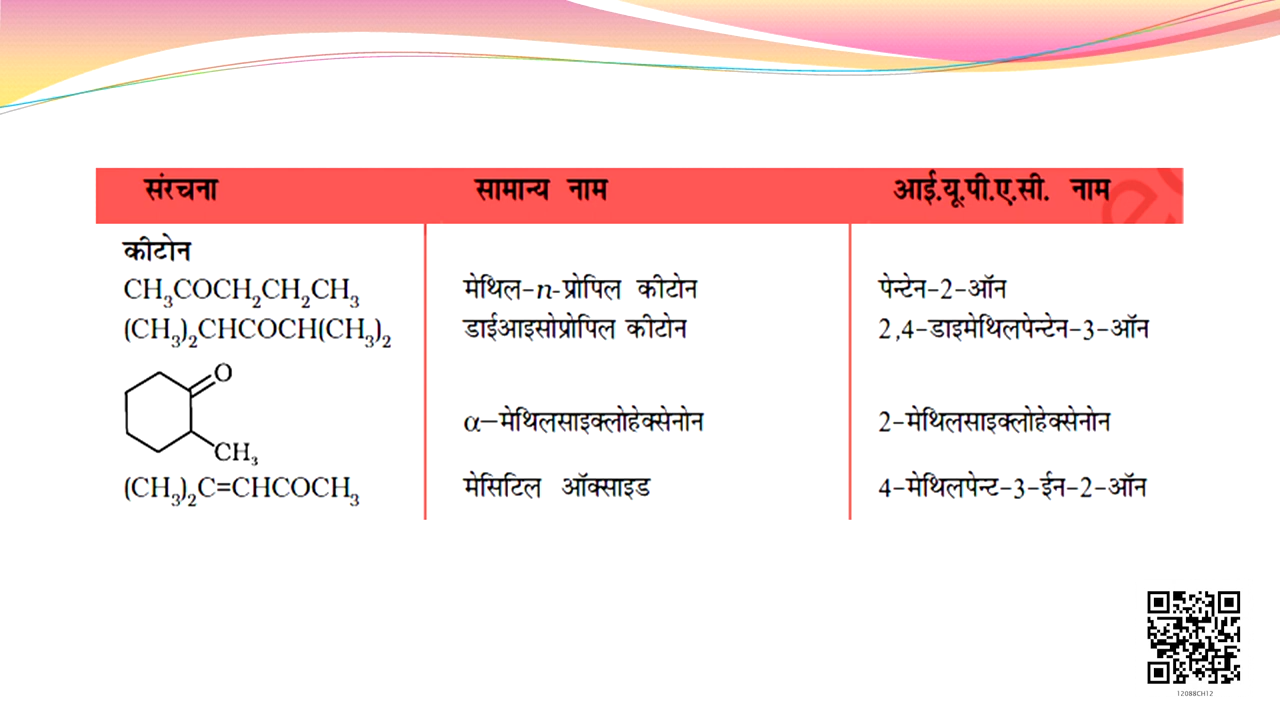 संरचना सामान्य नाम आई.यू.पी.ए.सी. नाम
कीटोन
CH₃COCH₂CH₂CH₃ मेथिल-n-प्रोपिल कीटोन पेन्टेन-2-ऑन
(CH₃)₂CHCOCH(CH₃)₂ डाईआइसोप्रोपिल कीटोन 2,4-डाइमेथिलपेन्टेन-3-ऑन
O
α–मेथिलसाइक्लोहेक्सेनोन 2-मेथिलसाइक्लोहेक्सेनोन
CH₃
(CH₃)₂C=CHCOCH₃ मेसिटिल ऑक्साइड 4-मेथिलपेन्ट-3-ईन-2-ऑन
12088CH12